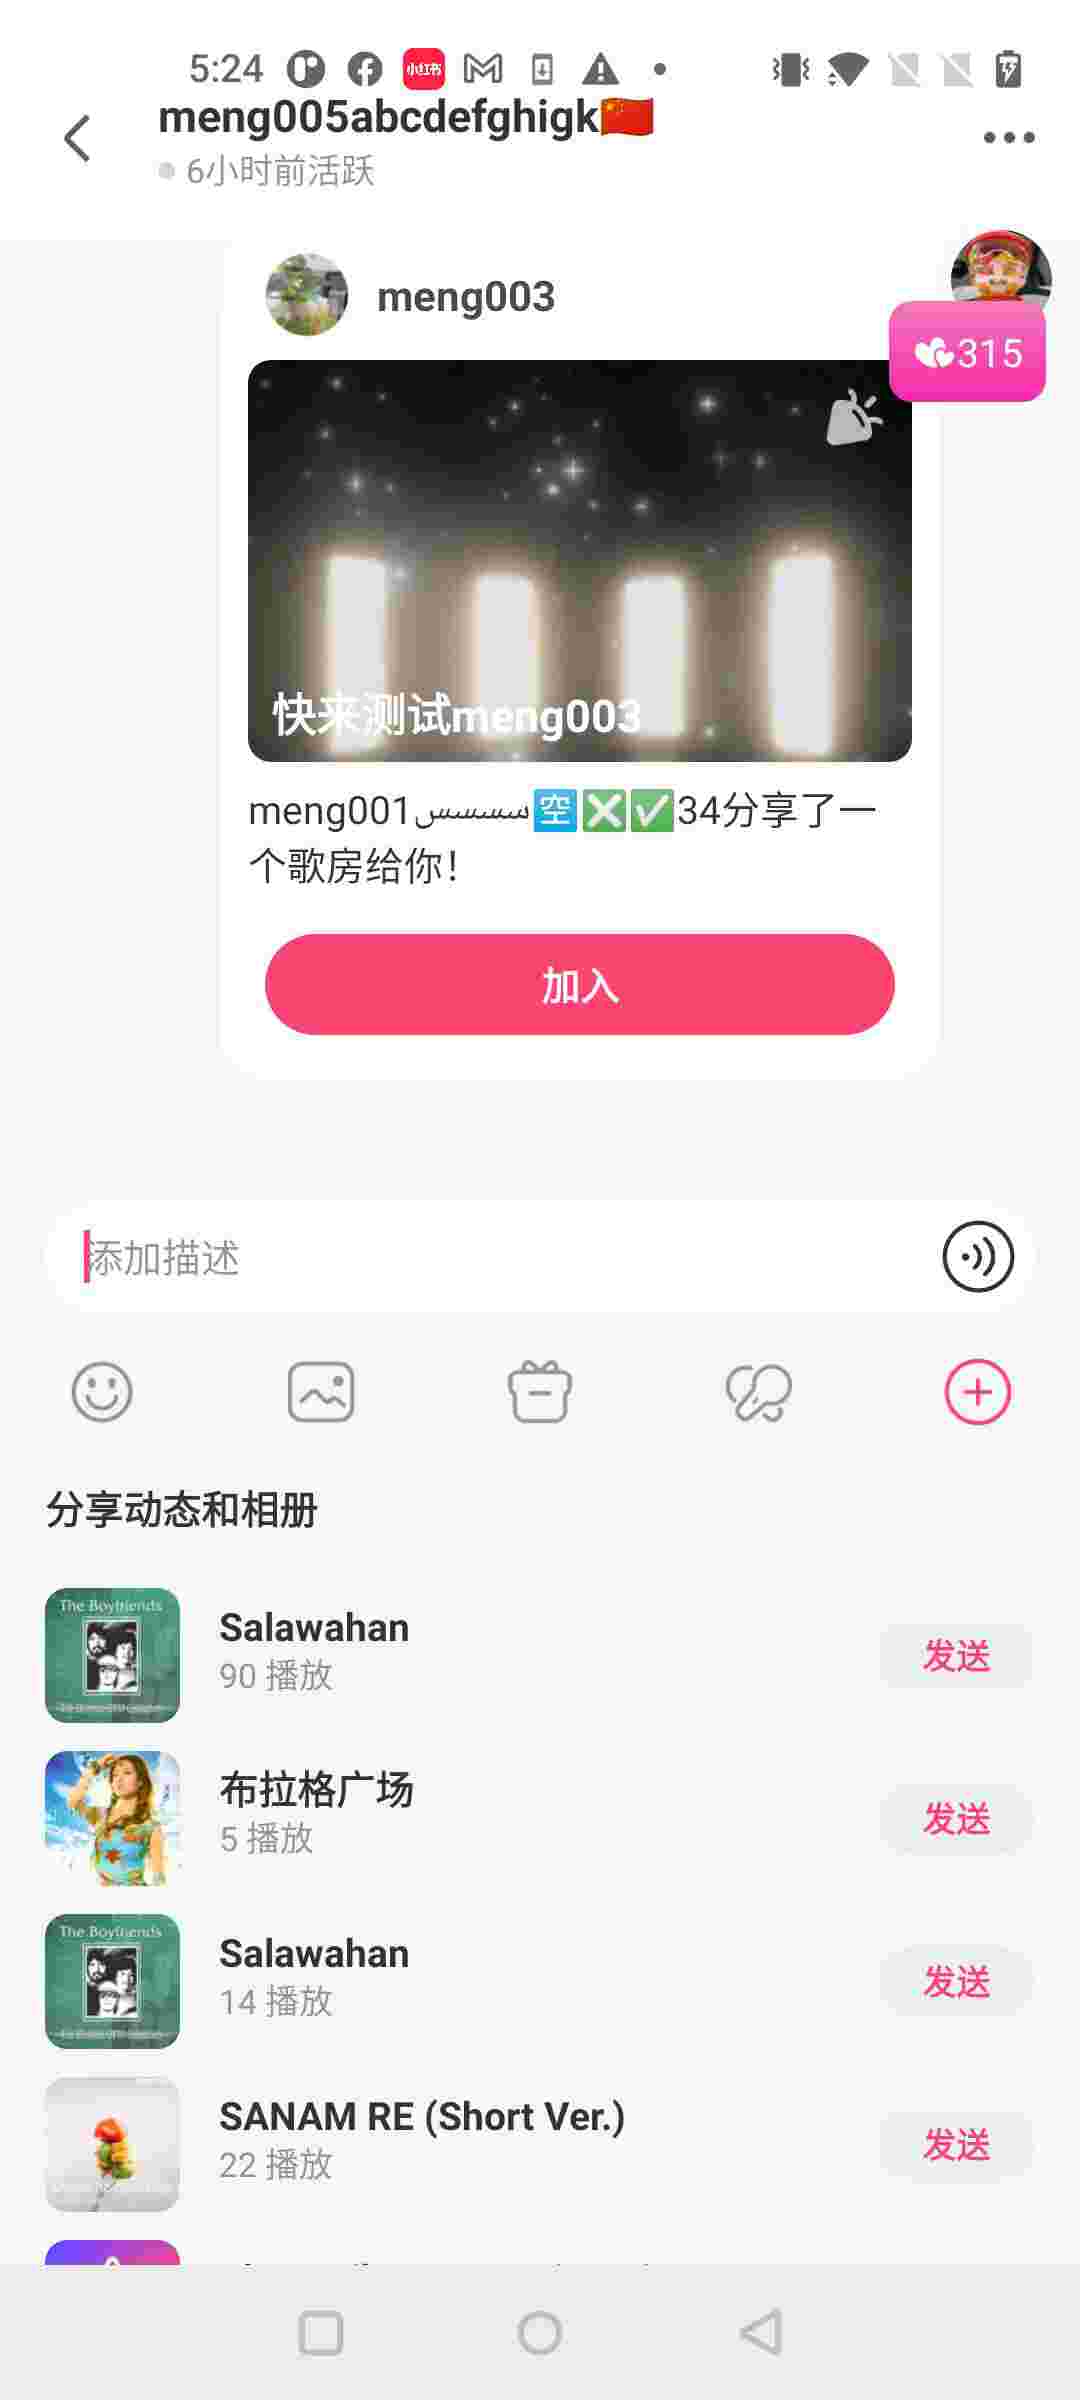 5:24
小红书
meng005abcdefghigk🇨🇳
6小时前活跃
meng003
315
快来测试meng003
meng001سسسسس🈳❎✅34分享了一
个歌房给你!
加入
添加描述
分享动态和相册
The Boyfriends
Salawahan
90 播放
发送
布拉格广场
5 播放
发送
The Boyfriends
Salawahan
14 播放
发送
SANAM RE (Short Ver.)
22 播放
发送